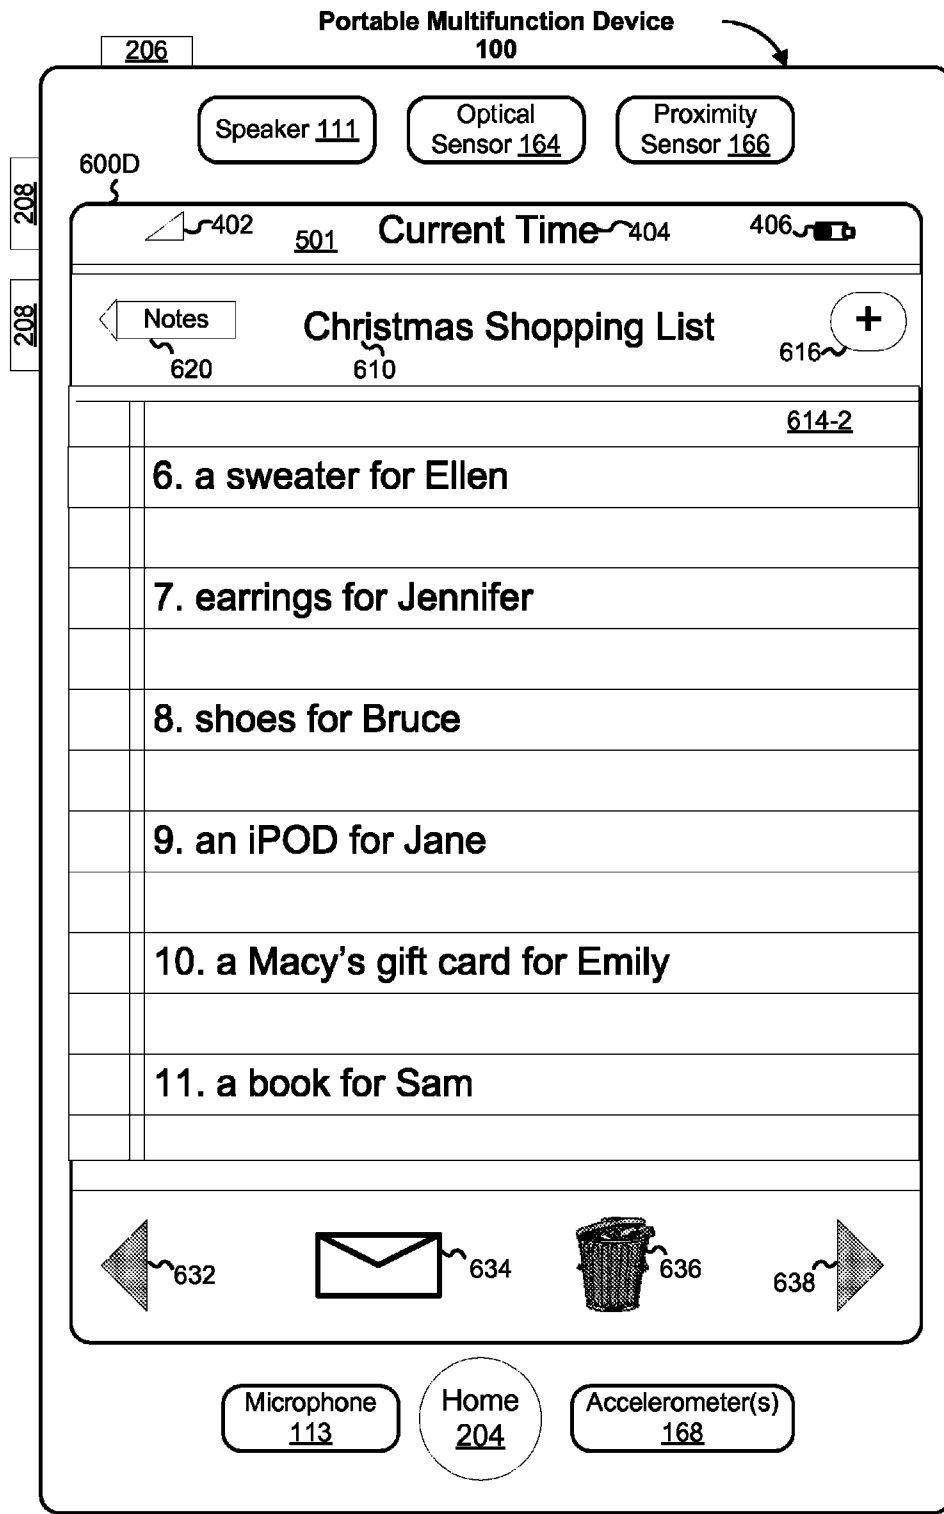 Portable Multifunction Device
100
206
Speaker 111
Optical
Sensor 164
Proximity
Sensor 166
600D
208
208
402
501
Current Time
404
406
Notes
Christmas Shopping List
+
620
610
616
614-2
6. a sweater for Ellen
7. earrings for Jennifer
8. shoes for Bruce
9. an iPOD for Jane
10. a Macy's gift card for Emily
11. a book for Sam
632
634
636
638
Microphone
113
Home
204
Accelerometer(s)
168